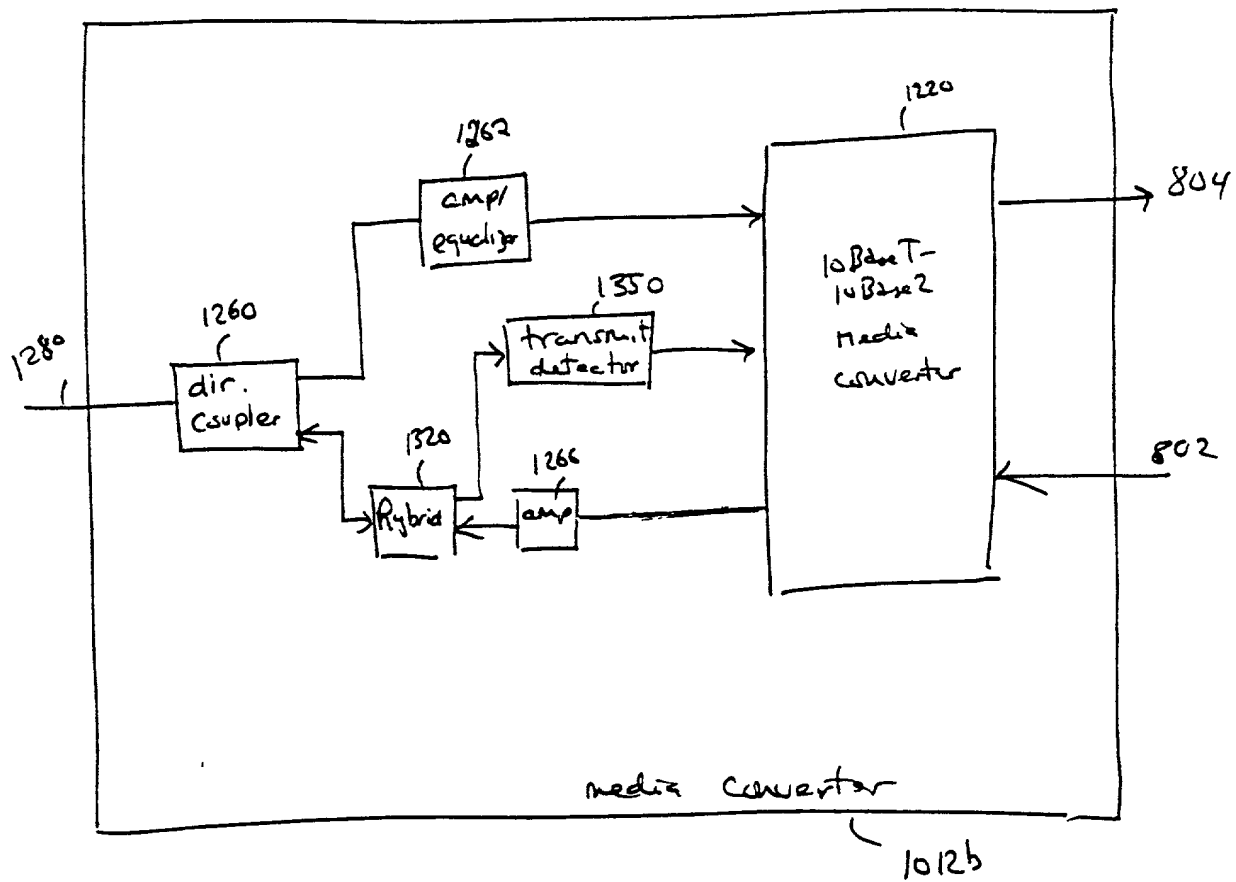 1220
1262
804
amp/
equalizer
10BaseT-
10Base2
Media
converter
1350
1260
transmit
detector
1280
dir.
coupler
1320
1266
802
Hybrid
amp
media converter
1012b